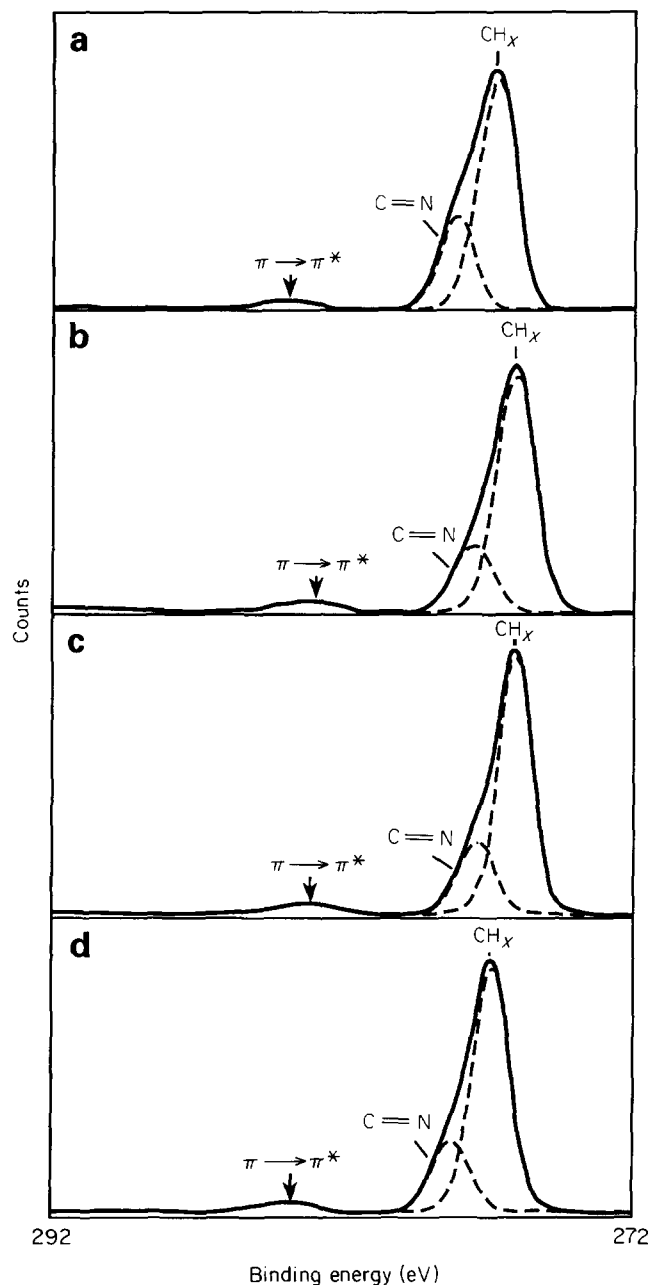 a
CHx
C=N
π → π*
b
CHx
C=N
π → π*
Counts
c
CHx
C=N
π → π*
d
CHx
C=N
π → π*
292
272
Binding energy (eV)